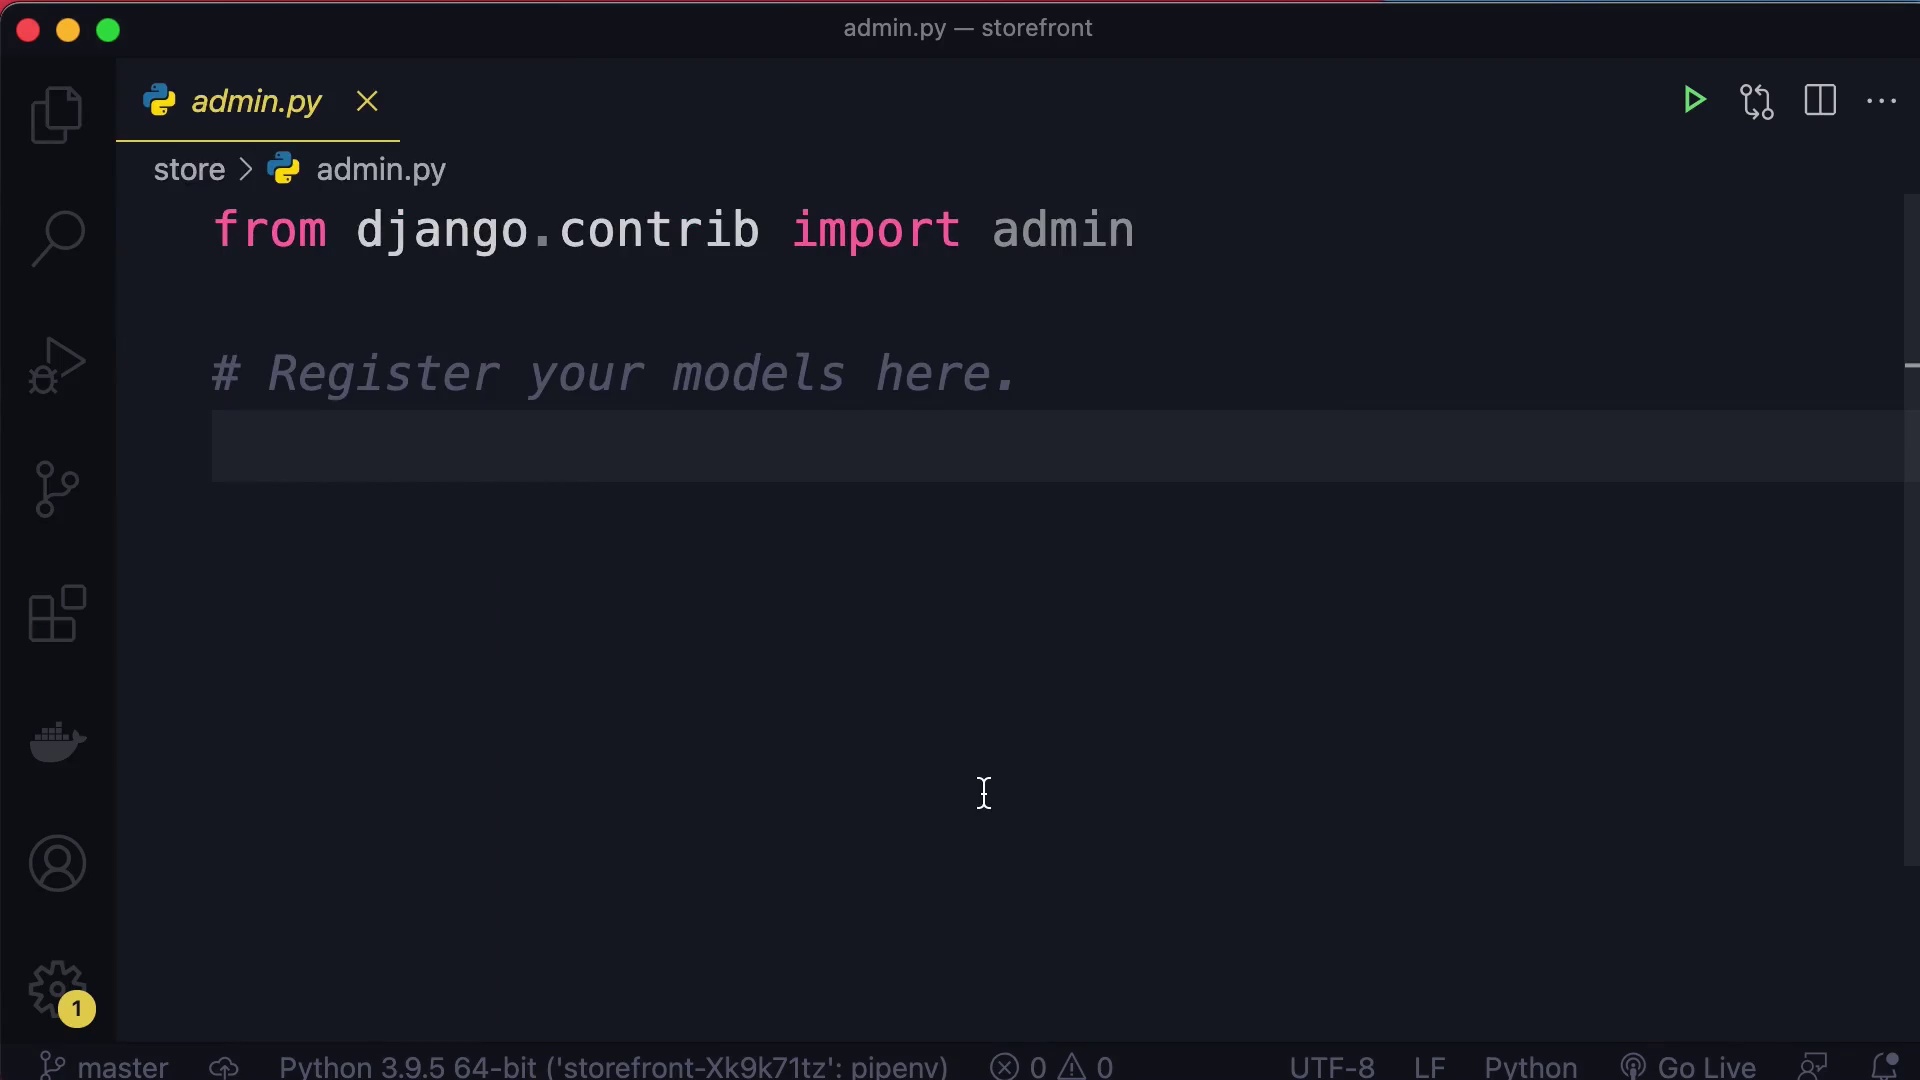 admin.py — storefront
admin.py
store > admin.py
from django.contrib import admin
# Register your models here.
1
master
Python 3.9.5 64-bit ('storefront-Xk9k71tz': pipenv)
0
0
UTF-8
LF
Python
Go Live